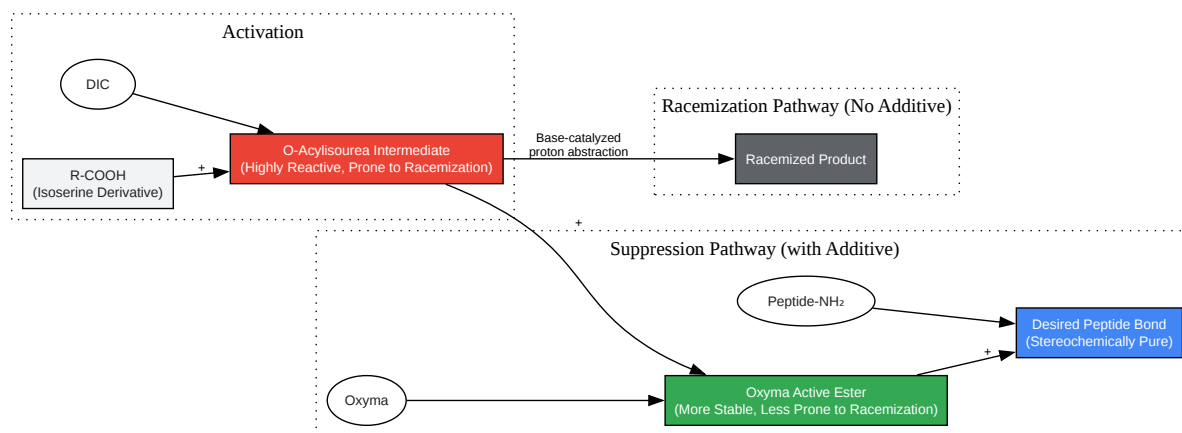 Activation
DIC
R-COOH
(Isoserine Derivative)
+
O-Acylisourea Intermediate
(Highly Reactive, Prone to Racemization)
Base-catalyzed
proton abstraction
Racemization Pathway (No Additive)
Racemized Product
+
Suppression Pathway (with Additive)
Peptide-NH₂
Desired Peptide Bond
(Stereochemically Pure)
+
Oxyma
Oxyma Active Ester
(More Stable, Less Prone to Racemization)